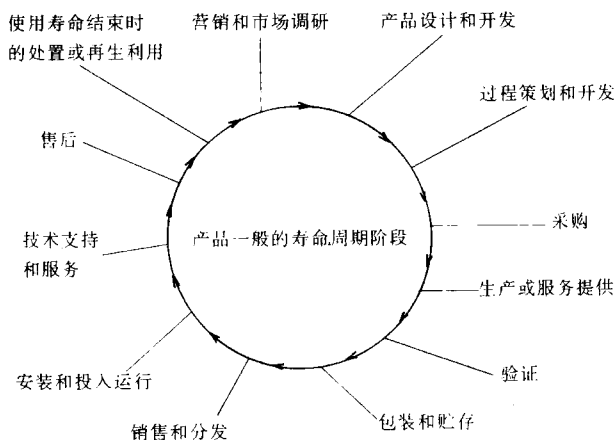 使用寿命结束时
的处置或再生利用
营销和市场调研
产品设计和开发
过程策划和开发
采购
生产或服务提供
验证
包装和贮存
销售和分发
安装和投入运行
技术支持
和服务
售后
产品一般的寿命周期阶段